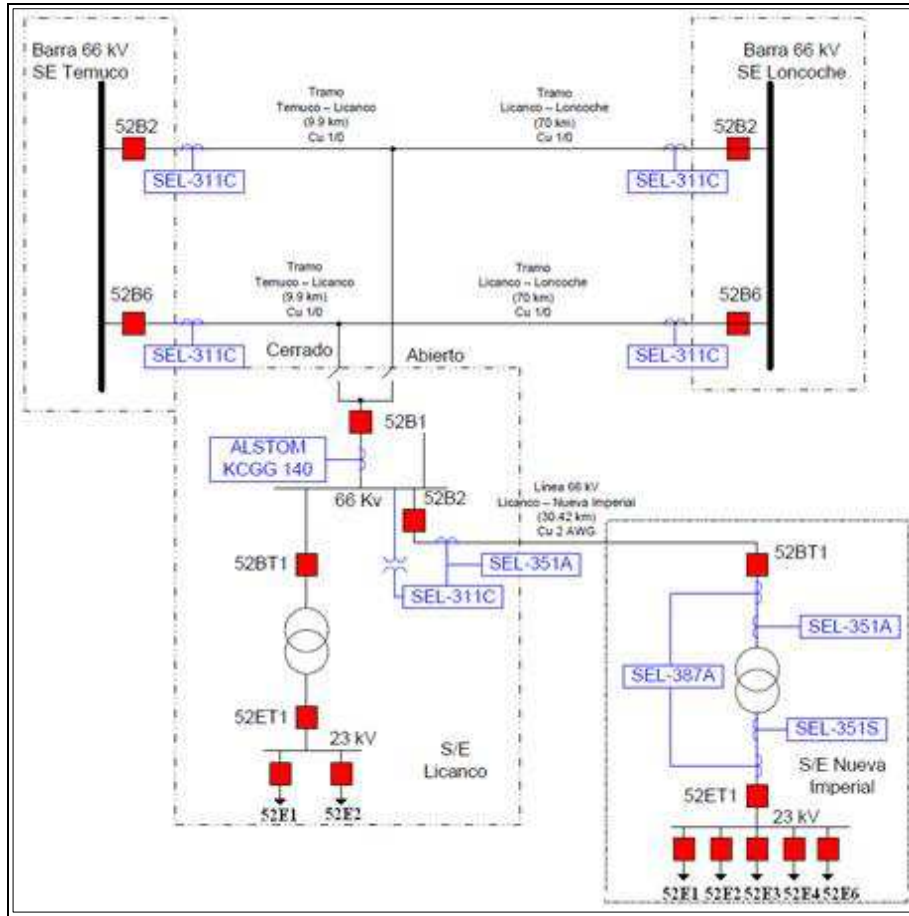 Barra 66 kV
SE Temuco
Barra 66 kV
SE Loncoche
Tramo
Temuco – Licanco
(9.9 km)
Cu 1/0
Tramo
Licanco – Loncoche
(70 km)
Cu 1/0
52B2
52B2
SEL-311C
SEL-311C
Tramo
Temuco – Licanco
(9.9 km)
Cu 1/0
Tramo
Licanco – Loncoche
(70 km)
Cu 1/0
52B6
52B6
SEL-311C
SEL-311C
Cerrado
Abierto
52B1
ALSTOM
KCGG 140
66 Kv
52B2
Línea 66 kV
Licanco – Nueva Imperial
(30.42 km)
Cu 2 AWG
52BT1
SEL-351A
SEL-311C
52BT1
SEL-351A
SEL-387A
SEL-351S
52ET1
23 kV
S/E
Licanco
52E1
52E2
S/E Nueva
Imperial
52ET1
23 kV
52E1
52E2
52E3
52E4
52E6